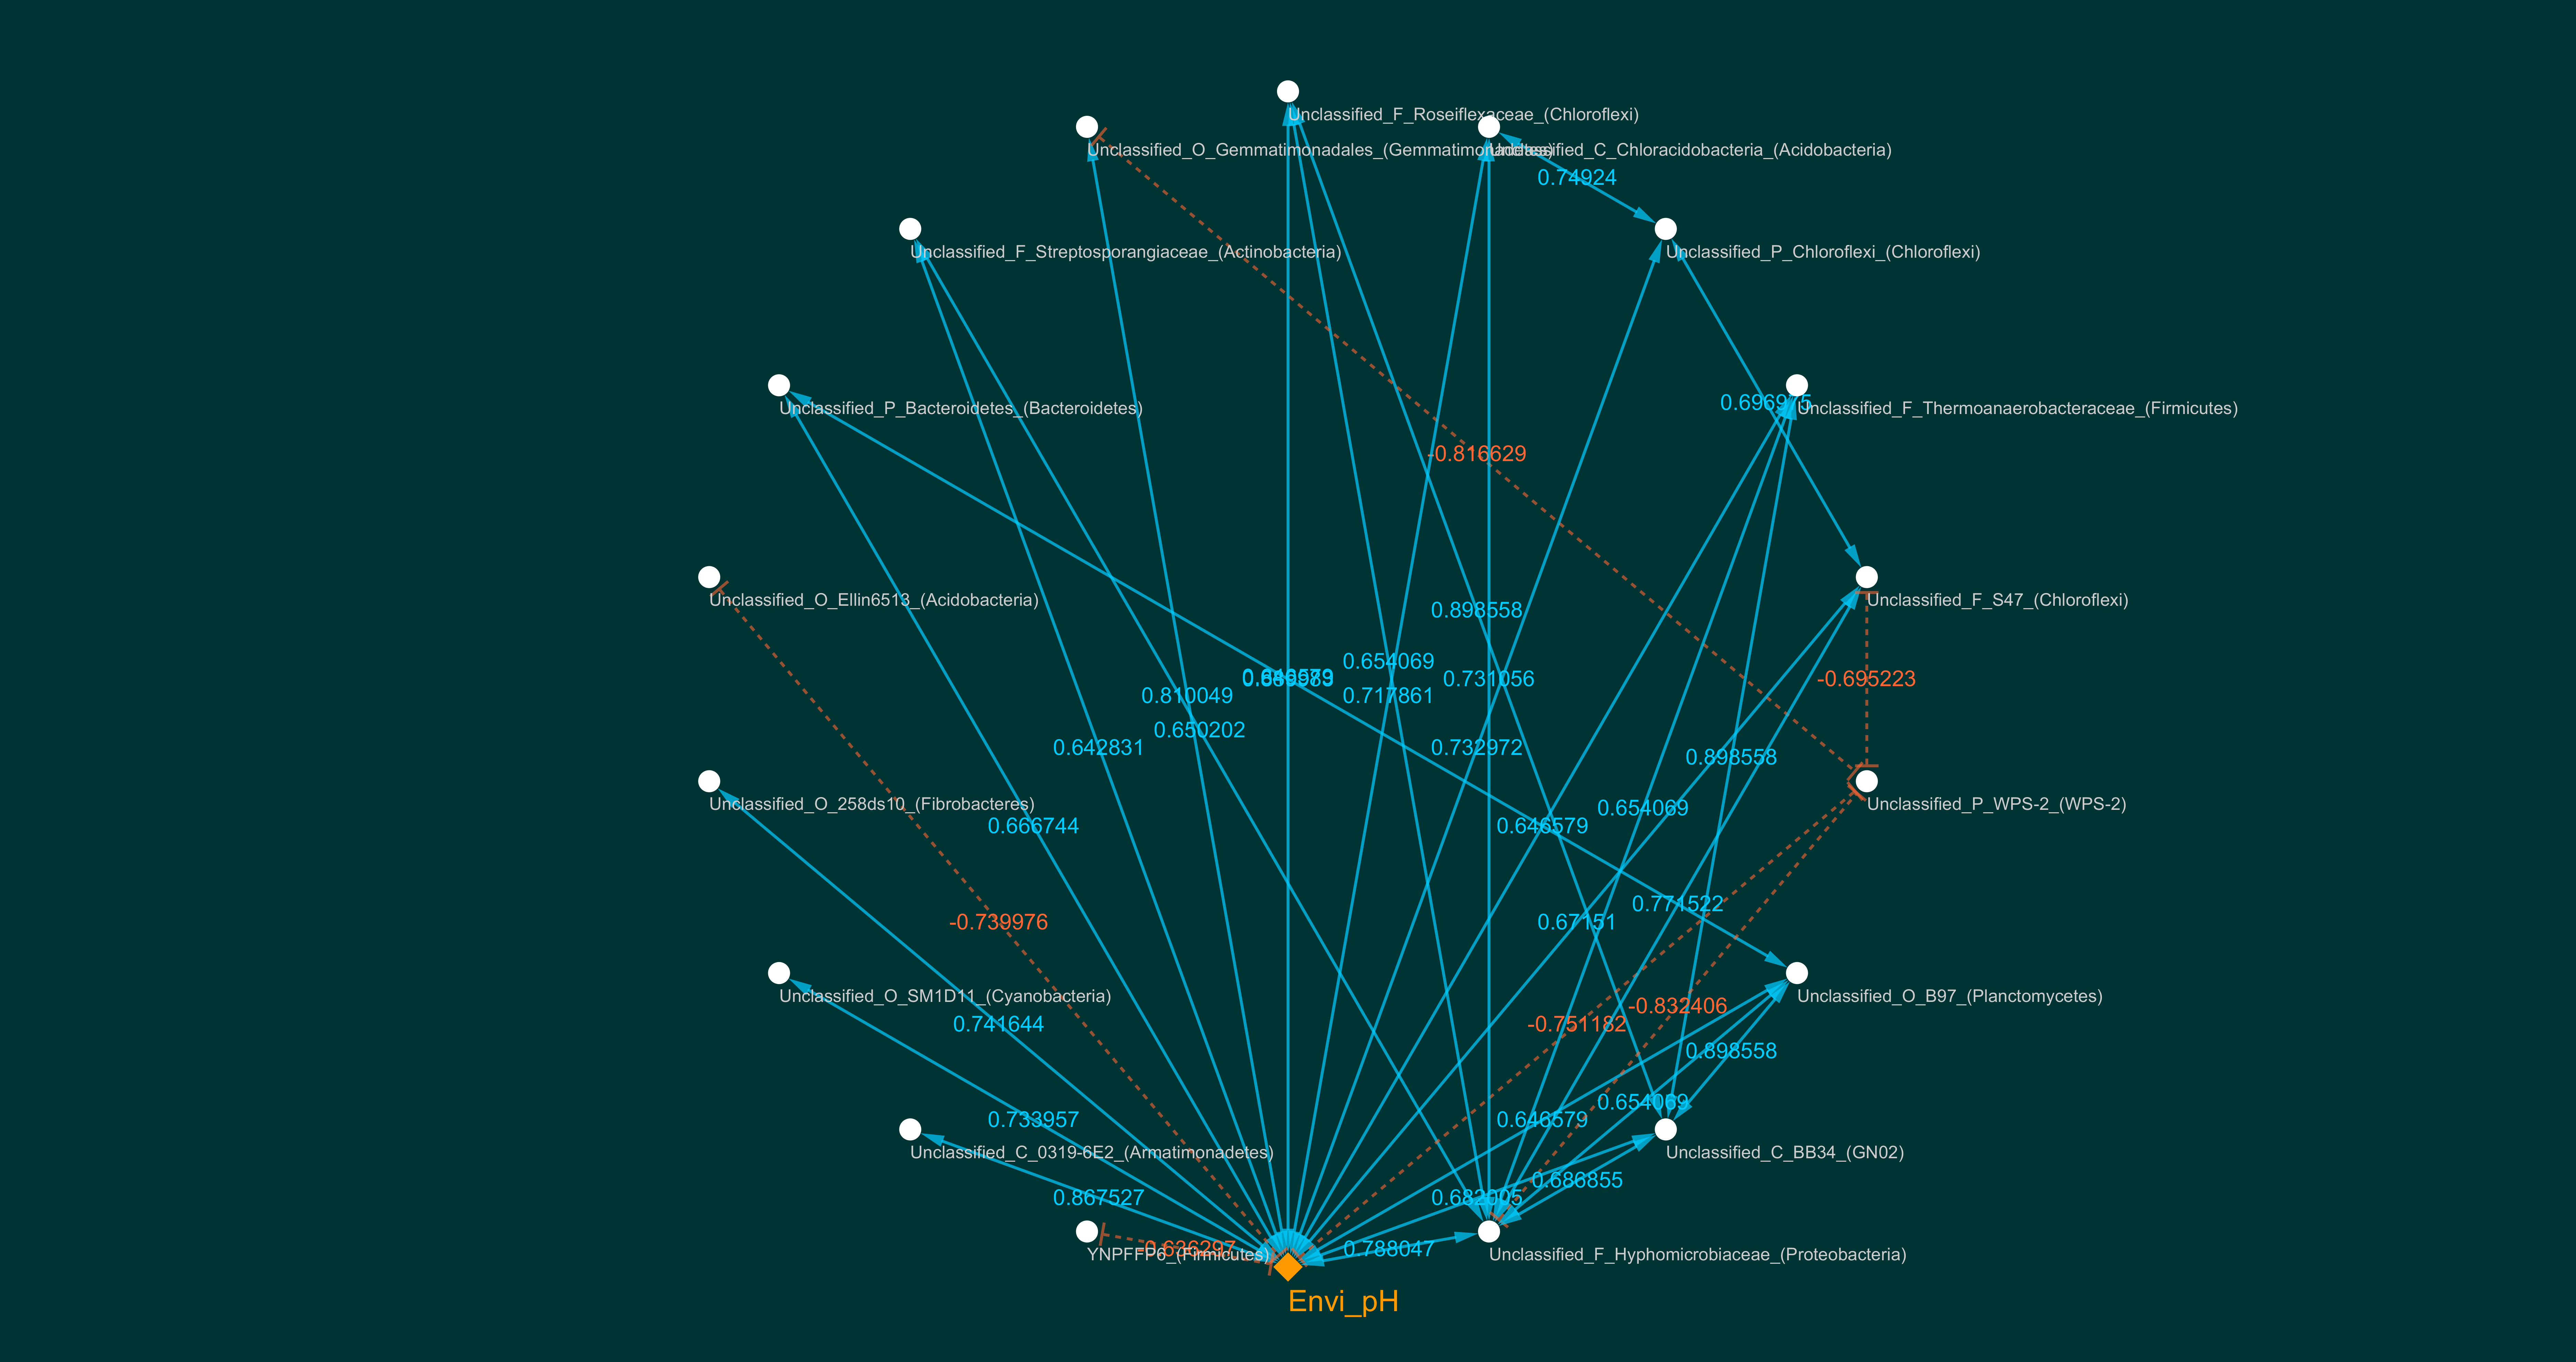 Unclassified_F_Roseiflexaceae_(Chloroflexi)
Unclassified_O_Gemmatimonadales_(Gemmatimonadetes)
Unclassified_C_Chloracidobacteria_(Acidobacteria)
0.74924
Unclassified_F_Streptosporangiaceae_(Actinobacteria)
Unclassified_P_Chloroflexi_(Chloroflexi)
Unclassified_P_Bacteroidetes_(Bacteroidetes)
Unclassified_F_Thermoanaerobacteraceae_(Firmicutes)
-0.816629
Unclassified_O_Ellin6513_(Acidobacteria)
Unclassified_F_S47_(Chloroflexi)
0.898558
0.654069
0.731056
-0.695223
0.810049
0.717861
0.650202
0.642831
0.732972
0.898558
Unclassified_O_258ds10_(Fibrobacteres)
0.654069
Unclassified_P_WPS-2_(WPS-2)
0.666744
0.646579
0.771522
-0.739976
0.67151
Unclassified_O_SM1D11_(Cyanobacteria)
Unclassified_O_B97_(Planctomycetes)
-0.832406
0.741644
-0.751182
0.898558
0.654069
0.733957
0.646579
Unclassified_C_0319-6E2_(Armatimonadetes)
Unclassified_C_BB34_(GN02)
0.686855
0.867527
0.682005
-0.636297
0.788047
YNPFFP6_(Firmicutes)
Unclassified_F_Hyphomicrobiaceae_(Proteobacteria)
Envi_pH